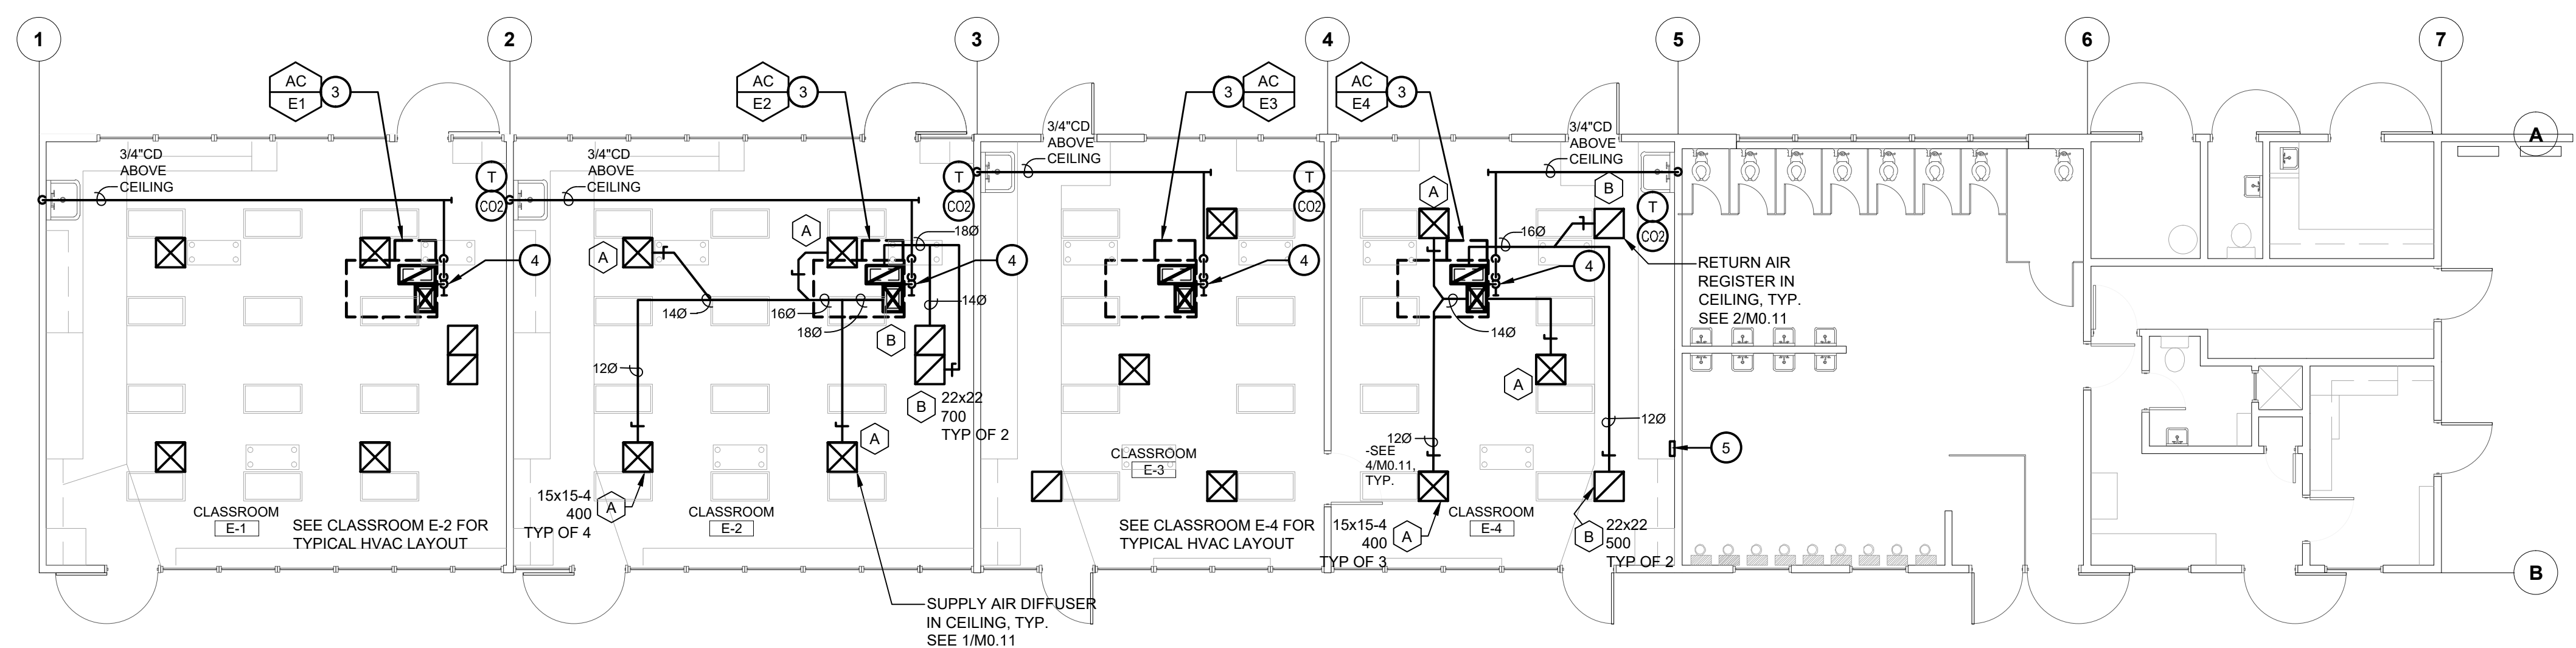 1
2
3
4
5
6
7
AC
E1
3
AC
E2
3
3
AC
E3
AC
E4
3
A
3/4"CD
ABOVE
CEILING
3/4"CD
ABOVE
CEILING
3/4"CD
ABOVE
CEILING
3/4"CD
ABOVE
CEILING
T
CO2
T
CO2
T
CO2
T
CO2
A
A
A
B
18Ø
16Ø
4
4
4
4
RETURN AIR
REGISTER IN
CEILING, TYP.
SEE 2/M0.11
14Ø
16Ø
18Ø
14Ø
B
14Ø
12Ø
A
B
22x22
700
TYP OF 2
A
12Ø
-SEE
4/M0.11,
TYP.
12Ø
5
CLASSROOM
E-3
15x15-4
400
TYP OF 4
A
CLASSROOM
E-1
SEE CLASSROOM E-2 FOR
TYPICAL HVAC LAYOUT
CLASSROOM
E-2
SEE CLASSROOM E-4 FOR
TYPICAL HVAC LAYOUT
15x15-4
400
TYP OF 3
A
CLASSROOM
E-4
B
22x22
500
TYP OF 2
B
SUPPLY AIR DIFFUSER
IN CEILING, TYP.
SEE 1/M0.11